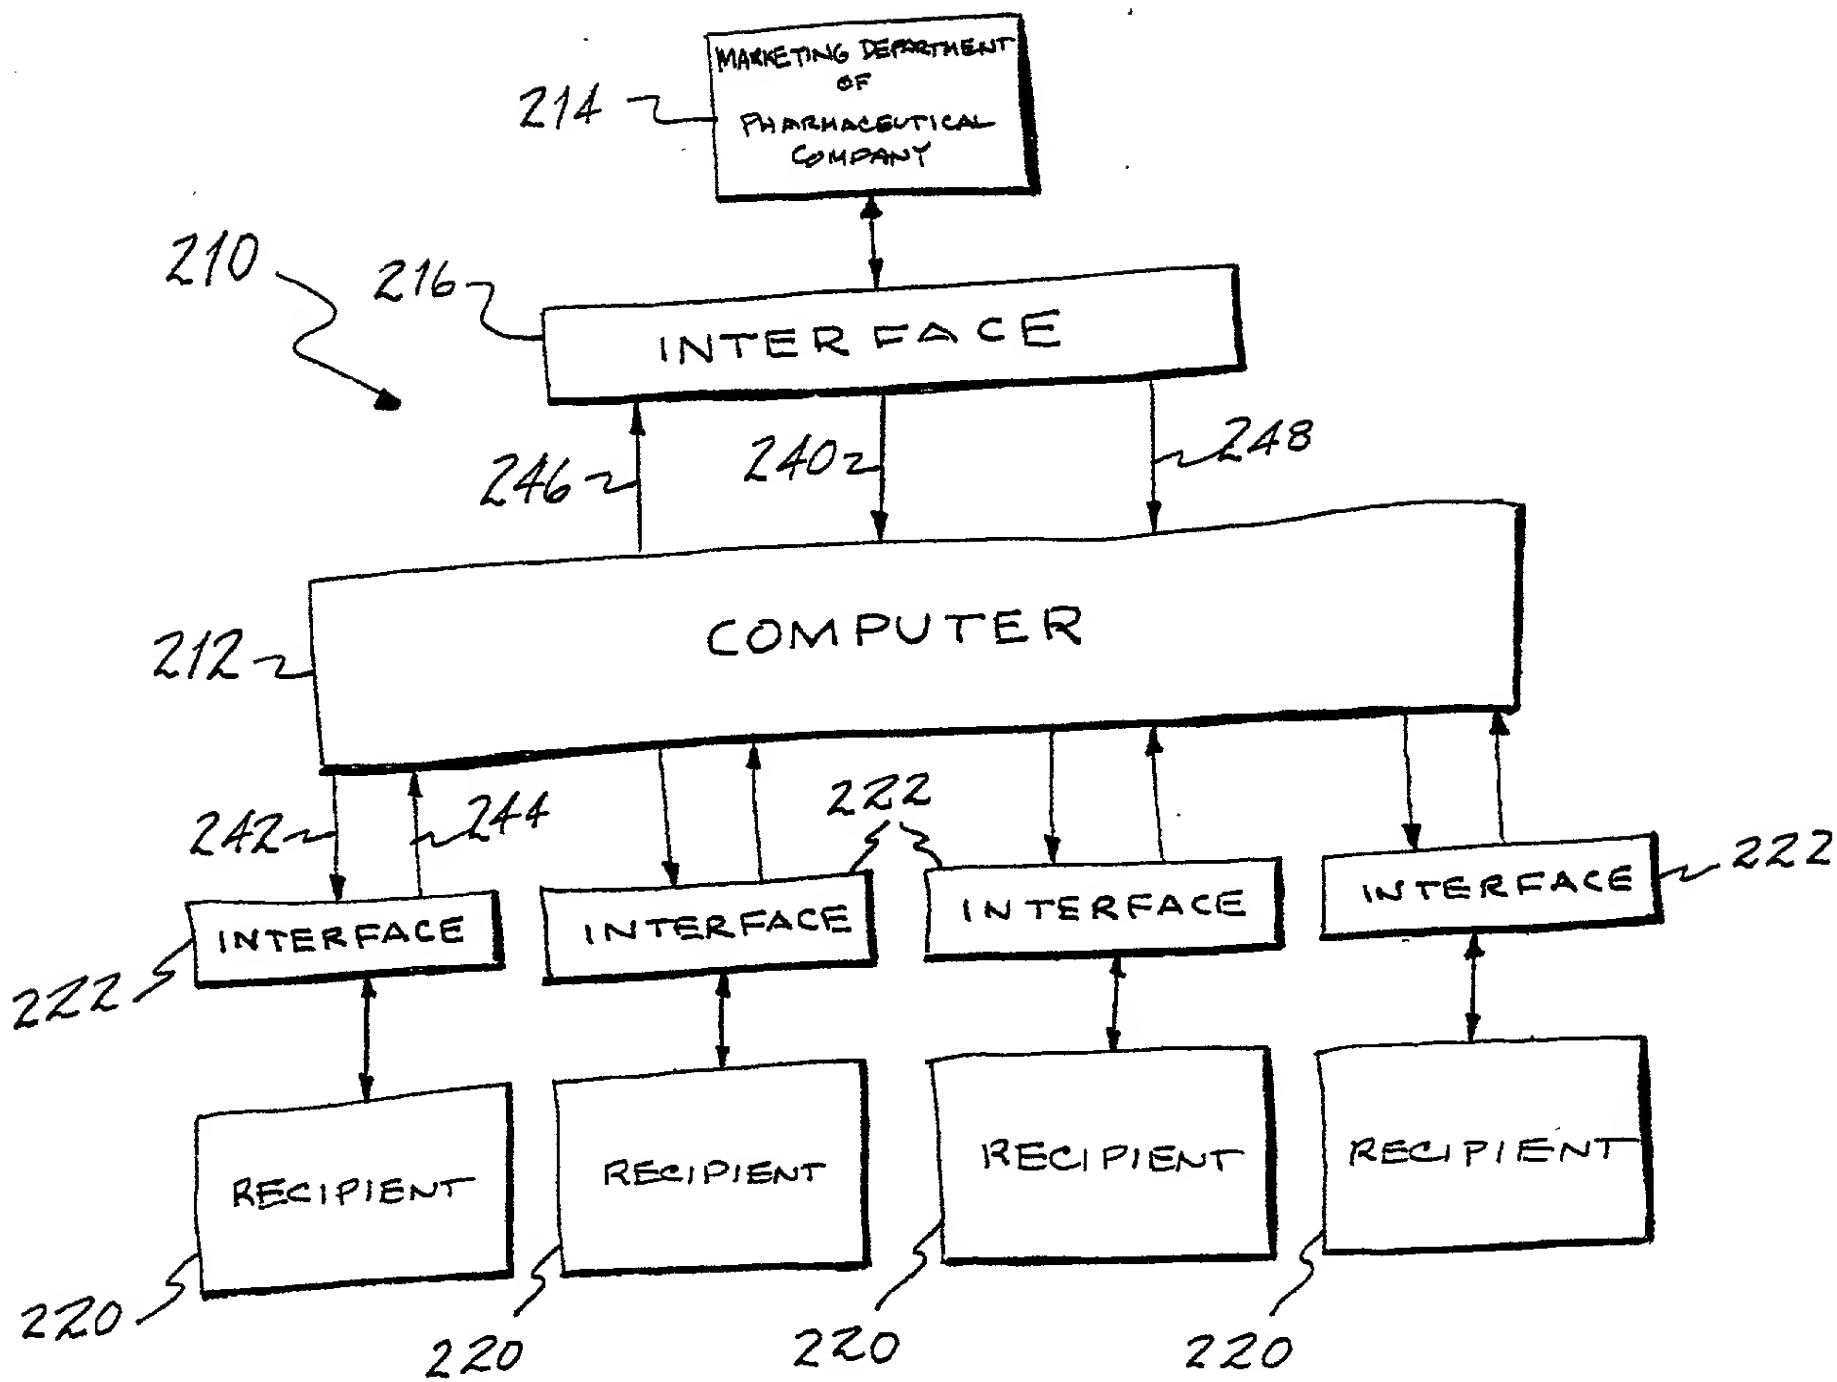 MARKETING DEPARTMENT
OF
PHARMACEUTICAL
COMPANY
214
210
216
INTERFACE
246
240
248
COMPUTER
212
242
244
222
222
INTERFACE
INTERFACE
INTERFACE
INTERFACE
222
RECIPIENT
RECIPIENT
RECIPIENT
RECIPIENT
220
220
220
220